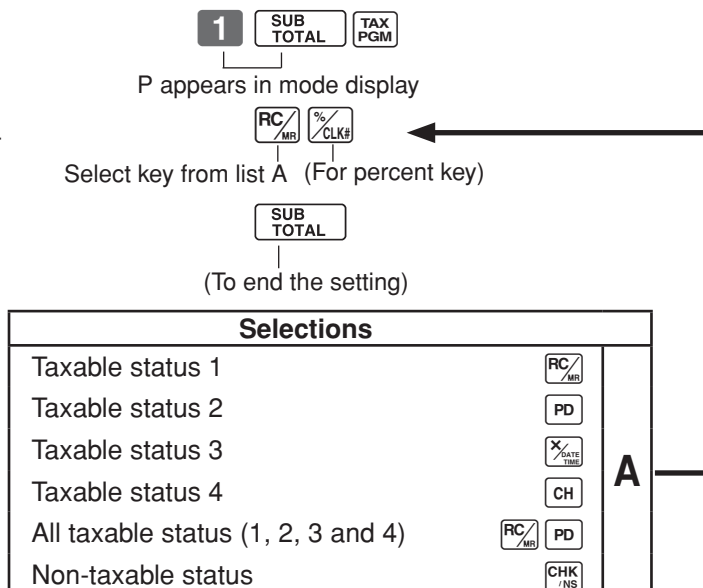 1 SUB TOTAL TAX PGM
P appears in mode display
RC/MR %/CLK#
Select key from list A (For percent key)
SUB TOTAL
(To end the setting)
Selections
Taxable status 1 RC/MR
Taxable status 2 PD
Taxable status 3 ×/DATE TIME
Taxable status 4 CH
All taxable status (1, 2, 3 and 4) RC/MR PD
Non-taxable status CHK/NS
A